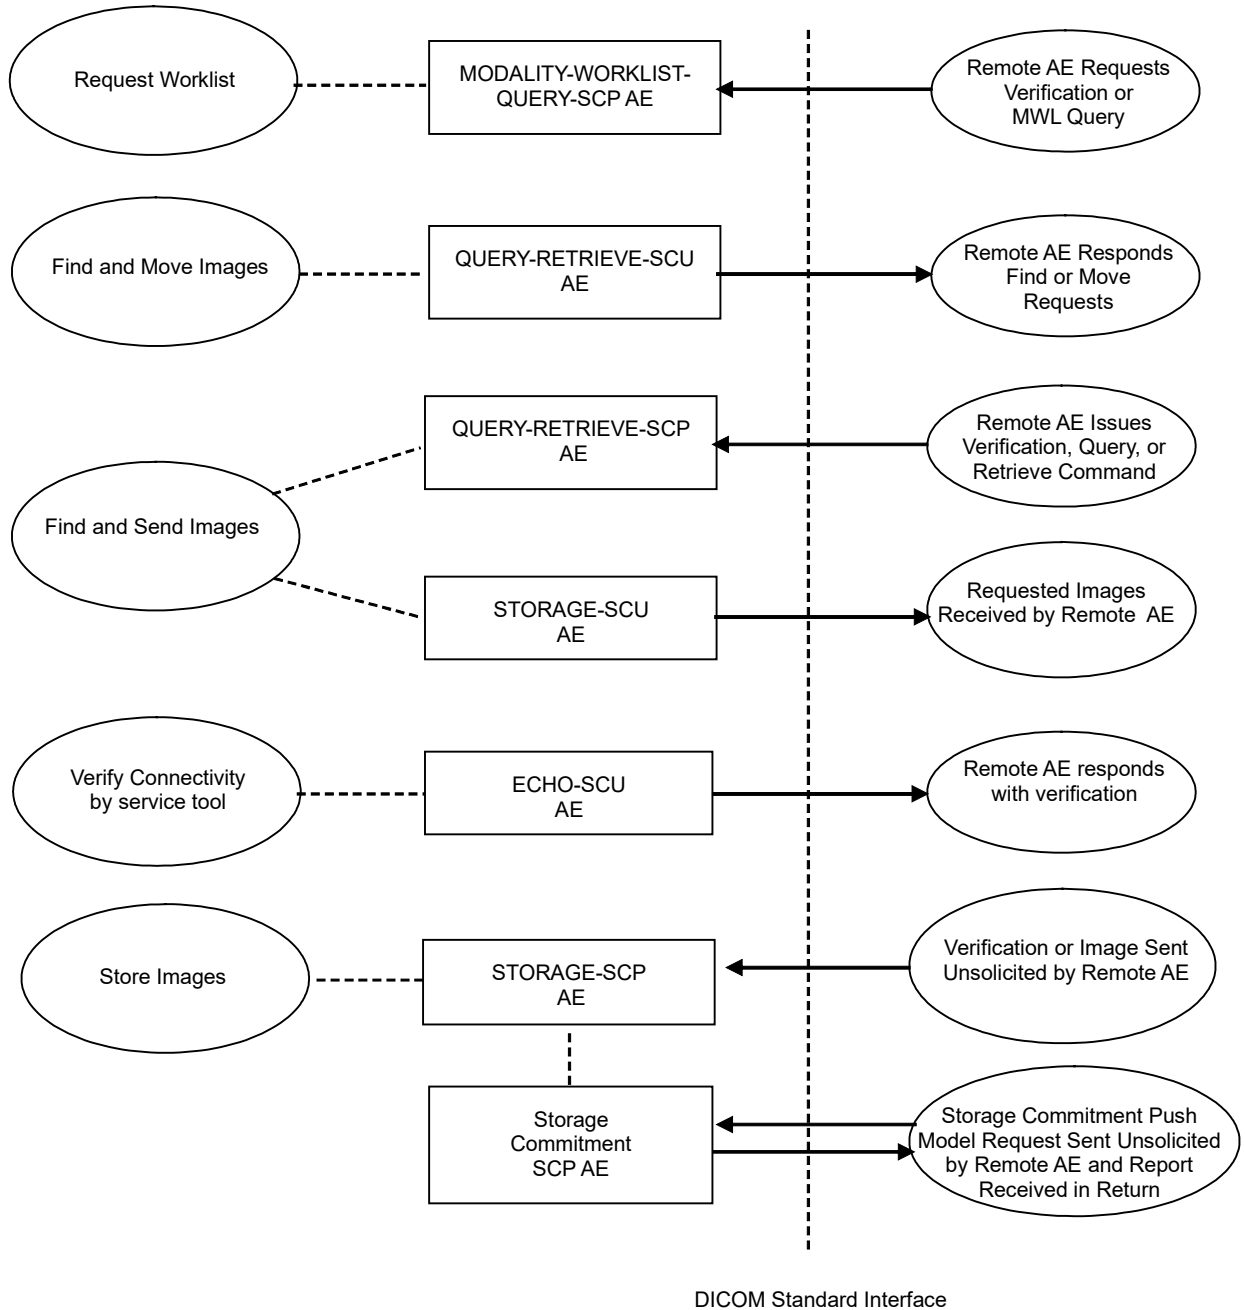 Request Worklist
MODALITY-WORKLIST-
QUERY-SCP AE
Remote AE Requests
Verification or
MWL Query
Find and Move Images
QUERY-RETRIEVE-SCU
AE
Remote AE Responds
Find or Move
Requests
Find and Send Images
QUERY-RETRIEVE-SCP
AE
Remote AE Issues
Verification, Query, or
Retrieve Command
STORAGE-SCU
AE
Requested Images
Received by Remote AE
Verify Connectivity
by service tool
ECHO-SCU
AE
Remote AE responds
with verification
Store Images
STORAGE-SCP
AE
Verification or Image Sent
Unsolicited by Remote AE
Storage
Commitment
SCP AE
Storage Commitment Push
Model Request Sent Unsolicited
by Remote AE and Report
Received in Return
DICOM Standard Interface